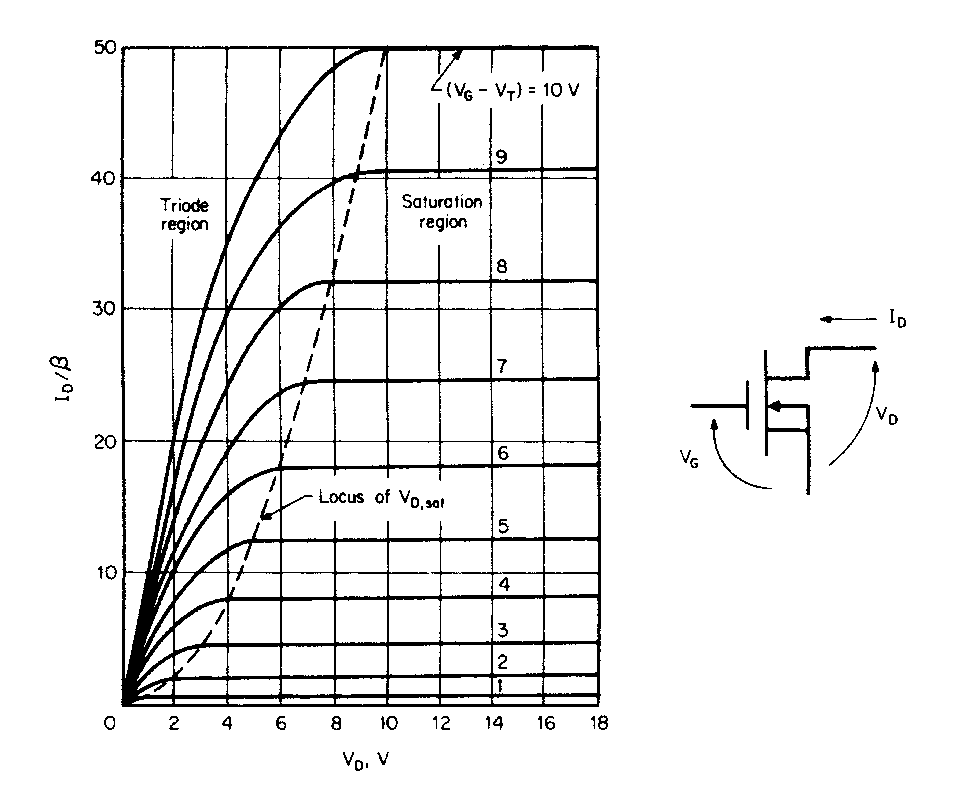 50
40
30
20
10
0
2
4
6
8
10
12
14
16
18
I_D/β
V_D, V
(V_G – V_T) = 10 V
9
8
7
6
5
4
3
2
1
Triode
region
Saturation
region
Locus of V_D,sat
I_D
V_D
V_G